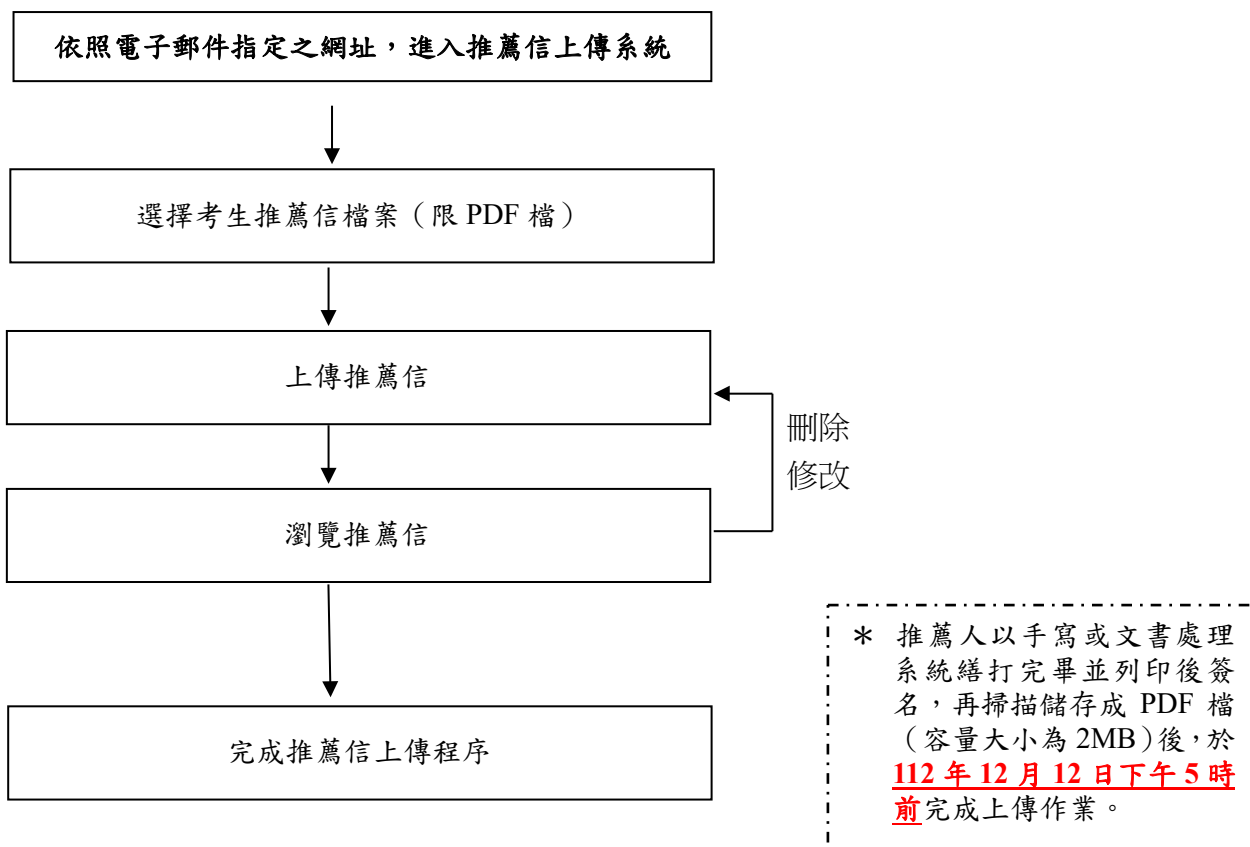 依照電子郵件指定之網址，進入推薦信上傳系統
選擇考生推薦信檔案（限 PDF 檔）
上傳推薦信
刪除
修改
瀏覽推薦信
完成推薦信上傳程序
＊ 推薦人以手寫或文書處理
系統繕打完畢並列印後簽
名，再掃描儲存成 PDF 檔
（容量大小為 2MB）後，於
112 年 12 月 12 日下午 5 時
前完成上傳作業。